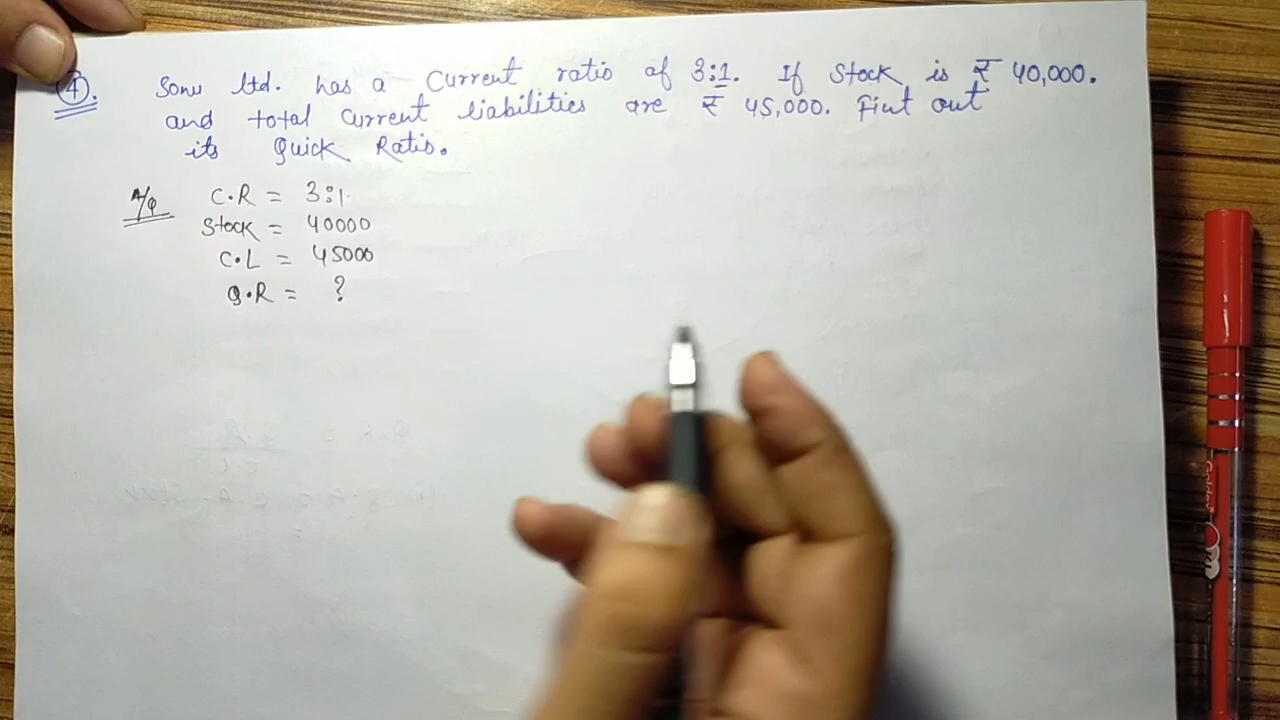 ④. Sonu ltd. has a Current ratio of 3:1. If Stock is ₹ 40,000.
and total current liabilities are ₹ 45,000. Fint out
its Quick Ratio.
A/Q C.R = 3:1.
Stock = 40000
C.L = 45000
Q.R = ?